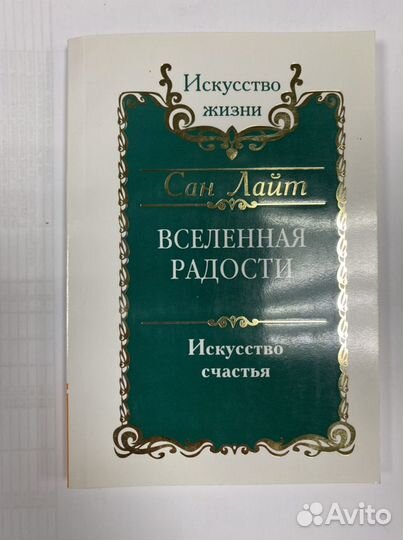 Искусство
жизни
Сан Лайт
ВСЕЛЕННАЯ
РАДОСТИ
Искусство
счастья
Avito